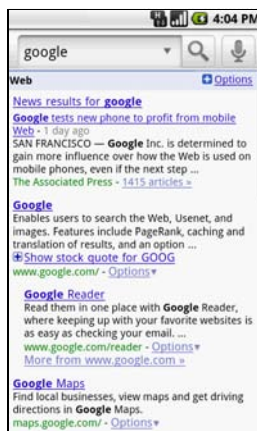 4:04 PM
google
Web Options
News results for google
Google tests new phone to profit from mobile
Web - 1 day ago
SAN FRANCISCO — Google Inc. is determined to
gain more influence over how the Web is used on
mobile phones, even if the next step ...
The Associated Press - 1415 articles »
Google
Enables users to search the Web, Usenet, and
images. Features include PageRank, caching and
translation of results, and an option ...
Show stock quote for GOOG
www.google.com/ - Options▾
Google Reader
Read them in one place with Google Reader,
where keeping up with your favorite websites is
as easy as checking your email. ...
www.google.com/reader - Options▾
More from www.google.com »
Google Maps
Find local businesses, view maps and get driving
directions in Google Maps.
maps.google.com/ - Options▾